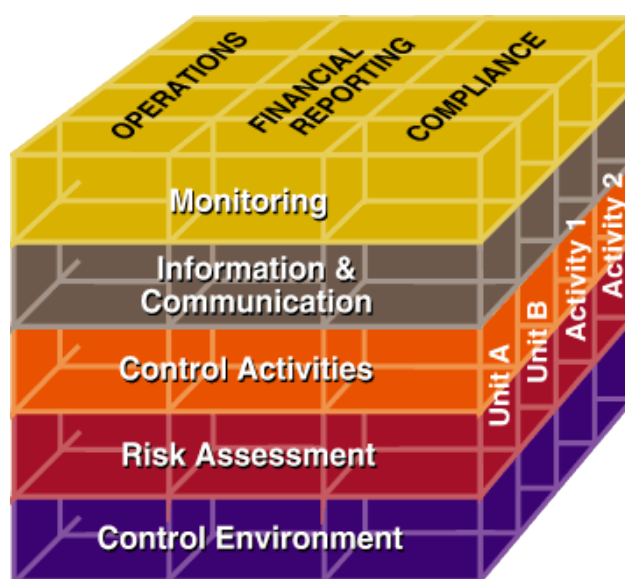 OPERATIONS
FINANCIAL
REPORTING
COMPLIANCE
Monitoring
Information &
Communication
Control Activities
Risk Assessment
Control Environment
Unit A
Unit B
Activity 1
Activity 2